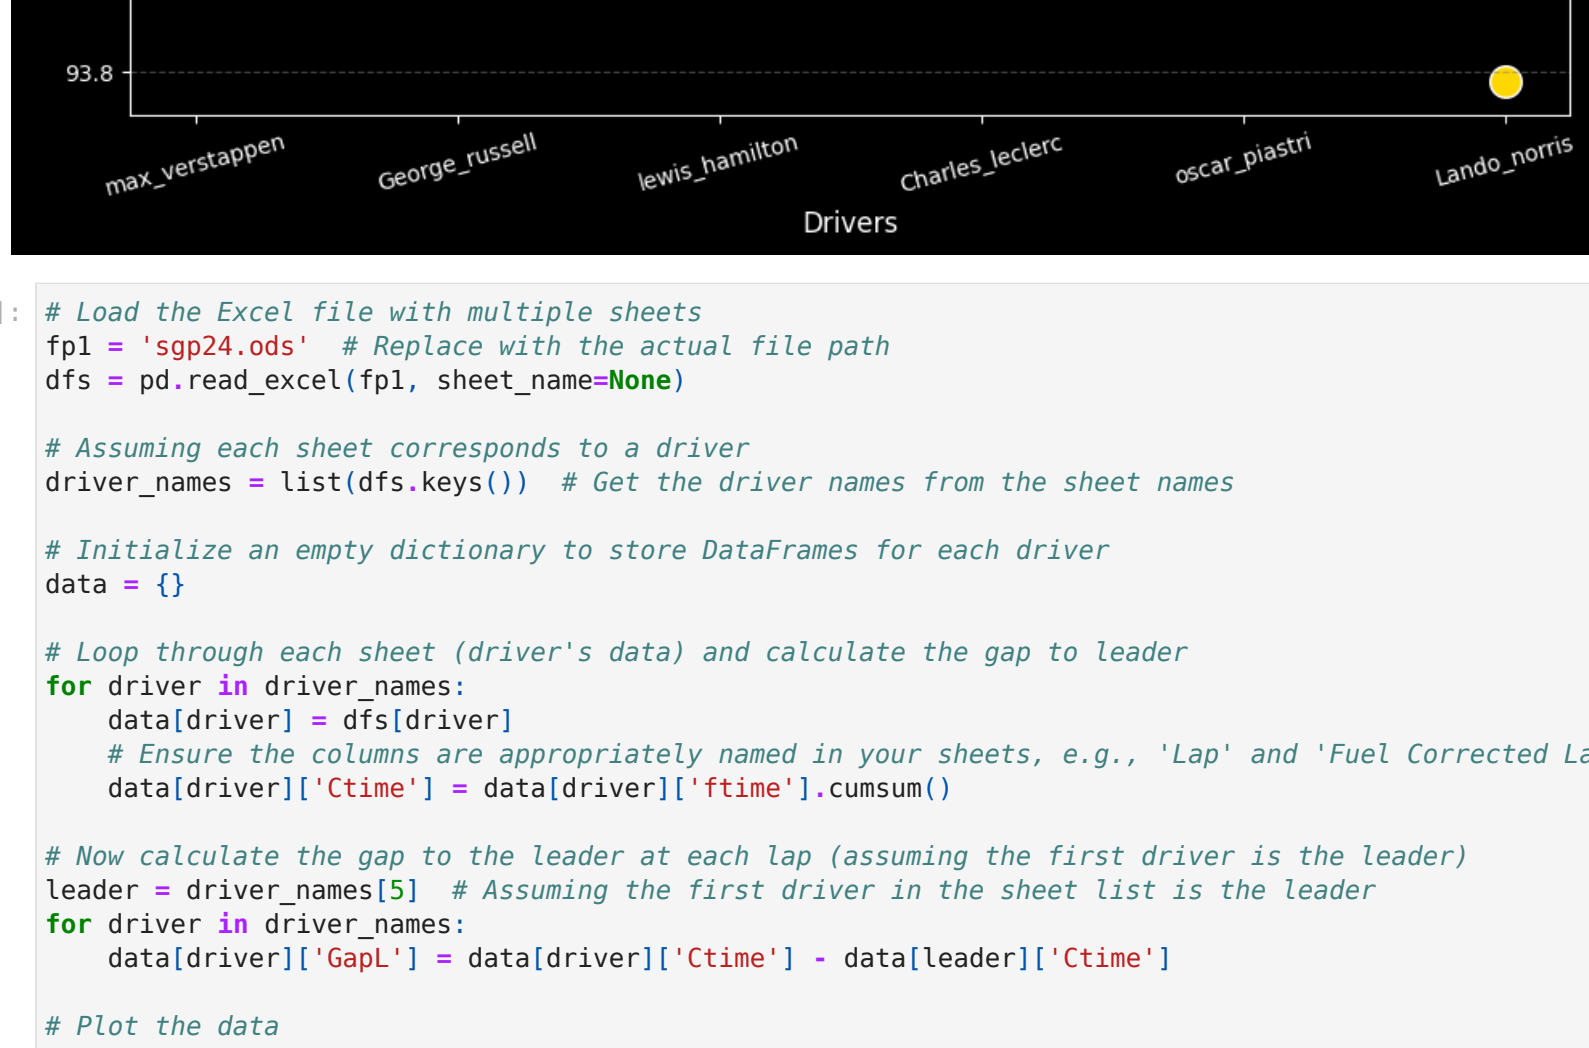 93.8
max_verstappen George_russell lewis_hamilton Charles_leclerc oscar_piastri Lando_norris
Drivers
]: # Load the Excel file with multiple sheets
fp1 = 'sgp24.ods'  # Replace with the actual file path
dfs = pd.read_excel(fp1, sheet_name=None)
# Assuming each sheet corresponds to a driver
driver_names = list(dfs.keys())  # Get the driver names from the sheet names
# Initialize an empty dictionary to store DataFrames for each driver
data = {}
# Loop through each sheet (driver's data) and calculate the gap to leader
for driver in driver_names:
    data[driver] = dfs[driver]
    # Ensure the columns are appropriately named in your sheets, e.g., 'Lap' and 'Fuel Corrected La
    data[driver]['Ctime'] = data[driver]['ftime'].cumsum()
# Now calculate the gap to the leader at each lap (assuming the first driver is the leader)
leader = driver_names[5]  # Assuming the first driver in the sheet list is the leader
for driver in driver_names:
    data[driver]['GapL'] = data[driver]['Ctime'] - data[leader]['Ctime']
# Plot the data